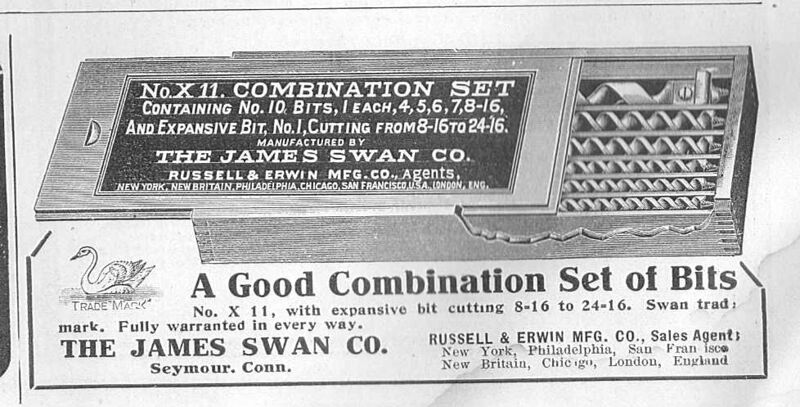 No. X 11. COMBINATION SET
CONTAINING No. 10, BITS, 1 EACH, 4, 5, 6, 7, 8-16,
AND EXPANSIVE BIT, No. 1, CUTTING FROM 8-16 TO 24-16.
MANUFACTURED BY
THE JAMES SWAN CO.
RUSSELL & ERWIN MFG. CO., Agents,
NEW YORK, NEW BRITAIN, PHILADELPHIA, CHICAGO, SAN FRANCISCO, U.S.A. LONDON, ENG.
TRADE "MARK"
A Good Combination Set of Bits
No. X 11, with expansive bit cutting 8-16 to 24-16. Swan trad
mark. Fully warranted in every way.
THE JAMES SWAN CO.
Seymour. Conn.
RUSSELL & ERWIN MFG. CO., Sales Agents
New York, Philadelphia, San Francisco
New Britain, Chicago, London, England